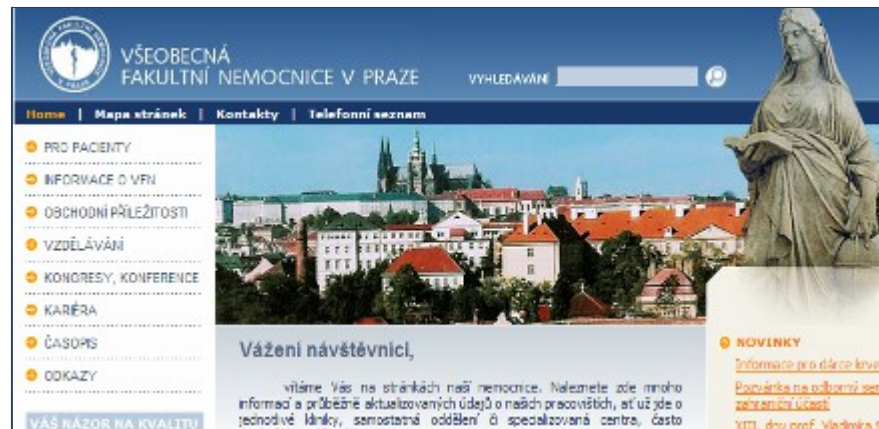 VŠEOBECNÁ
FAKULTNÍ NEMOCNICE V PRAZE
VYHLEDÁVÁNÍ
Home | Mapa stránek | Kontakty | Telefonní seznam
PRO PACIENTY
INFORMACE O VFN
OBCHODNÍ PŘÍLEŽITOSTI
VZDĚLÁVÁNÍ
KONGRESY, KONFERENCE
KARIÉRA
ČASOPIS
ODKAZY
VÁŠ NÁZOR NA KVALITU
Vážení návštěvníci,
vítáme Vás na stránkách naší nemocnice. Naleznete zde mnoho
informací a průběžně aktualizovaných údajů o našich pracovištích, ať už jde o
jednotlivé kliniky, samostatná oddělení či specializovaná centra, často
NOVINKY
Informace pro dárce krve
Pozvánka na odborný
zahraniční účastí
XIII. dny prof. Vladimíra